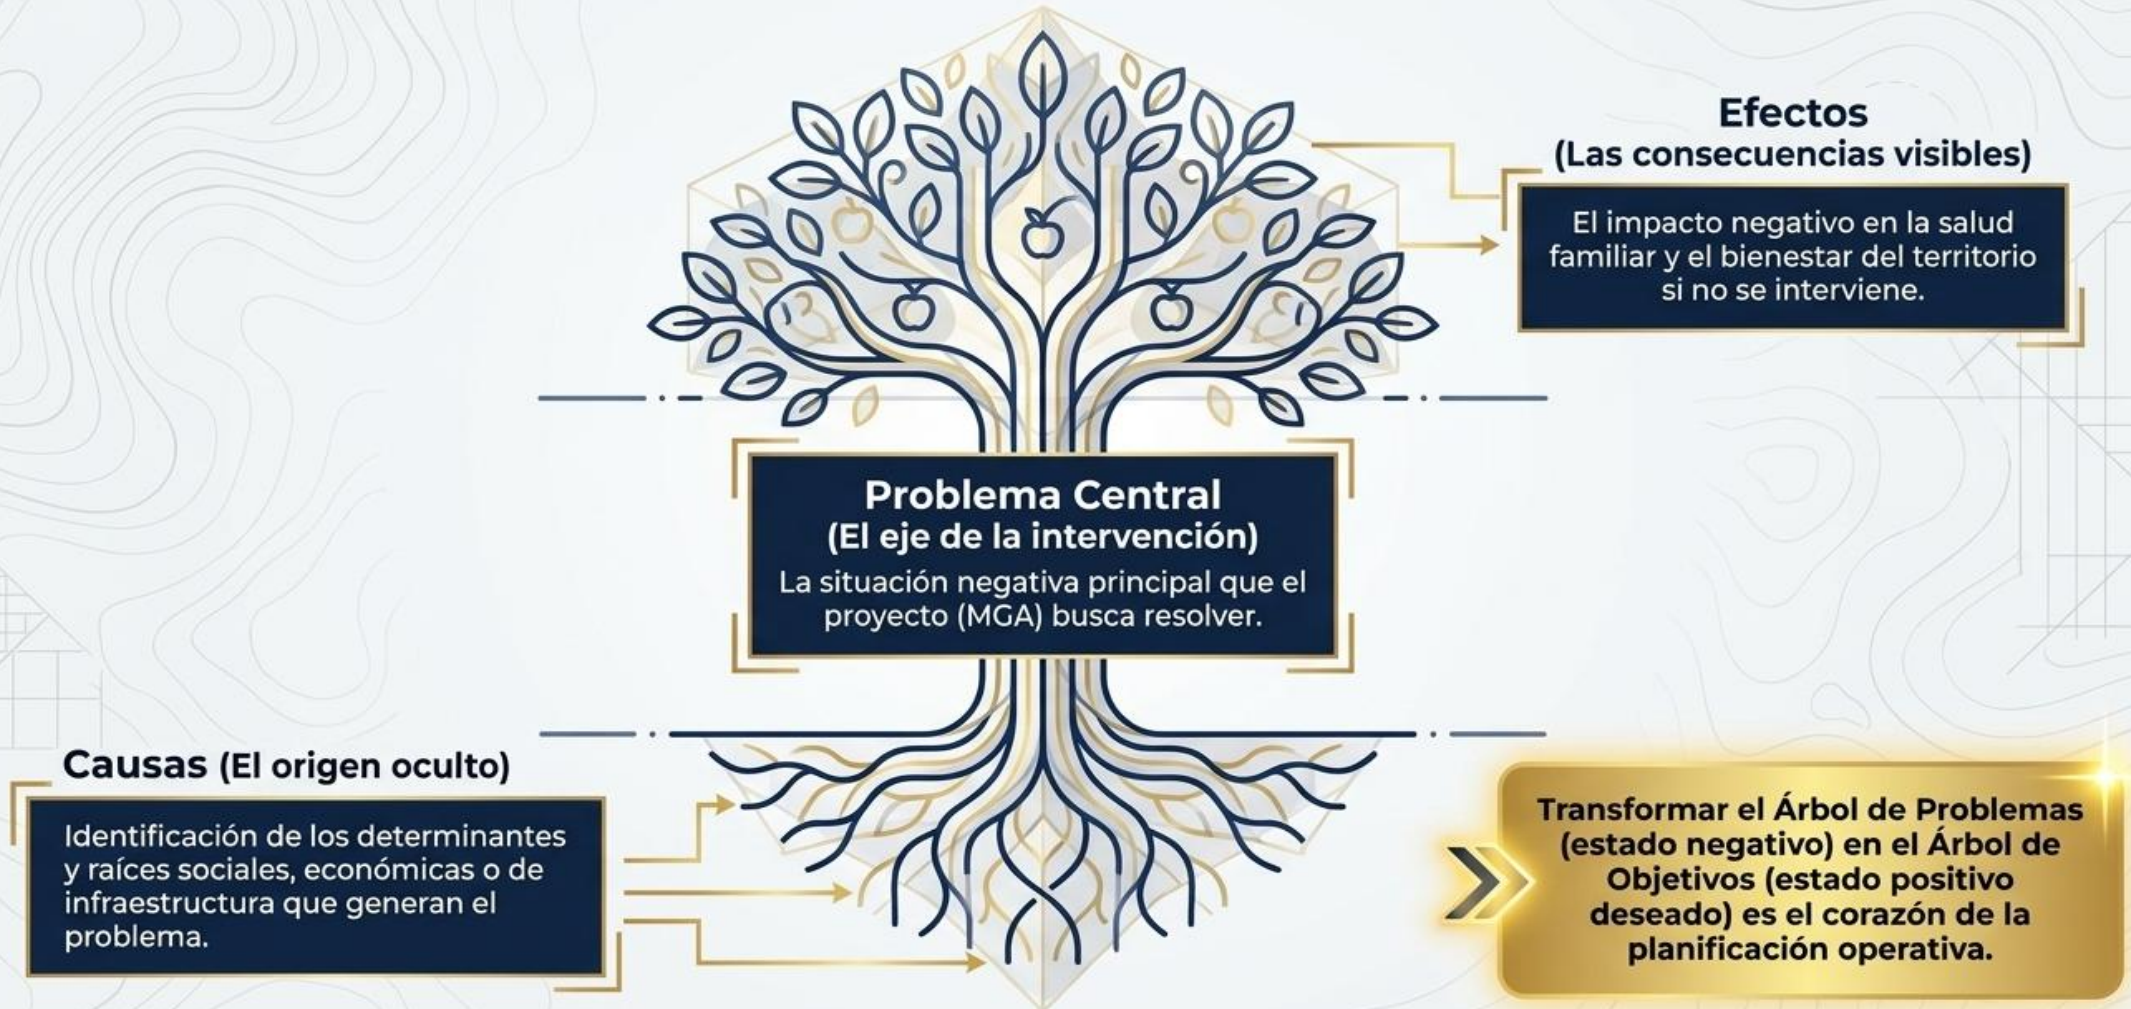 Efectos
(Las consecuencias visibles)
El impacto negativo en la salud
familiar y el bienestar del territorio
si no se interviene.
Problema Central
(El eje de la intervención)
La situación negativa principal que el
proyecto (MGA) busca resolver.
Causas (El origen oculto)
Identificación de los determinantes
y raíces sociales, económicas o de
infraestructura que generan el
problema.
Transformar el Árbol de Problemas
(estado negativo) en el Árbol de
Objetivos (estado positivo
deseado) es el corazón de la
planificación operativa.